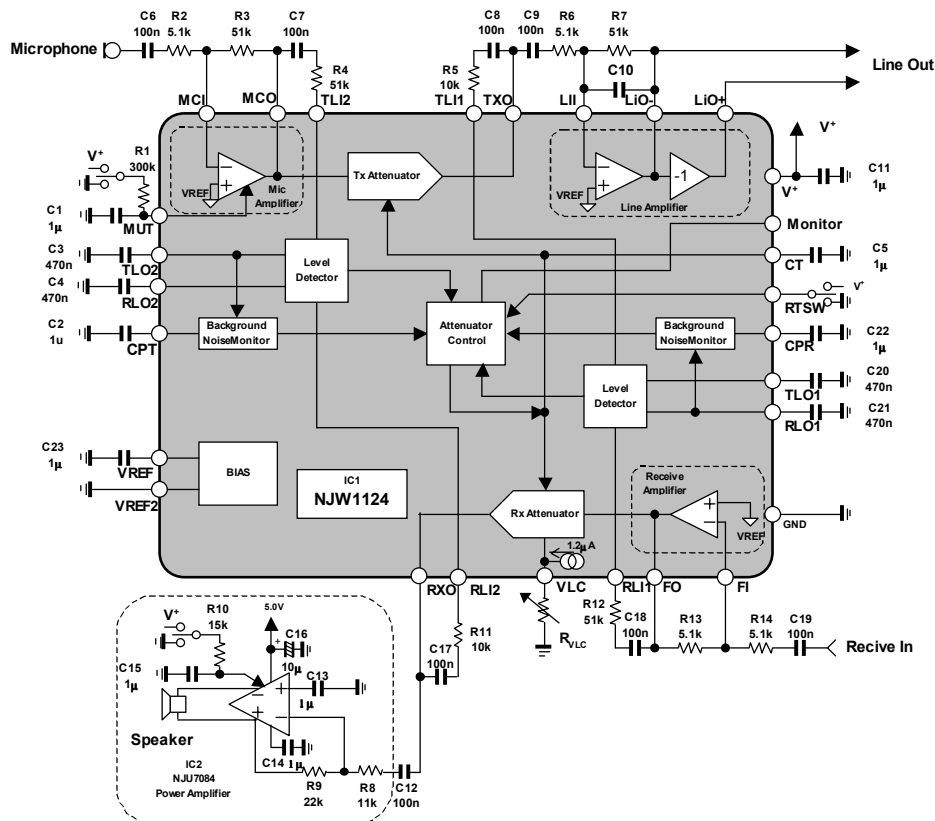 C6
100n
R2
5.1k
R3
51k
C7
100n
C8
100n
C9
100n
R6
5.1k
R7
51k
Microphone
R4
51k
R5
10k
C10
Line Out
MCI
MCO
TLI2
TLI1
TXO
LII
LiO-
LiO+
V+
V+
R1
300k
VREF
Mic
Amplifier
Tx Attenuator
VREF
-1
Line Amplifier
V+
C11
1µ
C1
1µ
MUT
Monitor
C3
470n
TLO2
Level
Detector
CT
C5
1µ
C4
470n
RLO2
V+
RTSW
C2
1u
CPT
Background
NoiseMonitor
Attenuator
Control
Background
NoiseMonitor
CPR
C22
1µ
Level
Detector
TLO1
C20
470n
RLO1
C21
470n
C23
1µ
VREF
BIAS
VREF2
IC1
NJW1124
Rx Attenuator
Receive
Amplifier
VREF
GND
1.2µA
RXO
RLI2
VLC
RLI1
FO
FI
R10
15k
5.0V
V+
+
C16
10µ
R11
10k
RVLC
R12
51k
C18
100n
R13
5.1k
R14
5.1k
C19
100n
Recive In
C15
1µ
C13
1µ
C17
100n
Speaker
C14
1µ
IC2
NJU7084
Power Amplifier
R9
22k
R8
11k
C12
100n